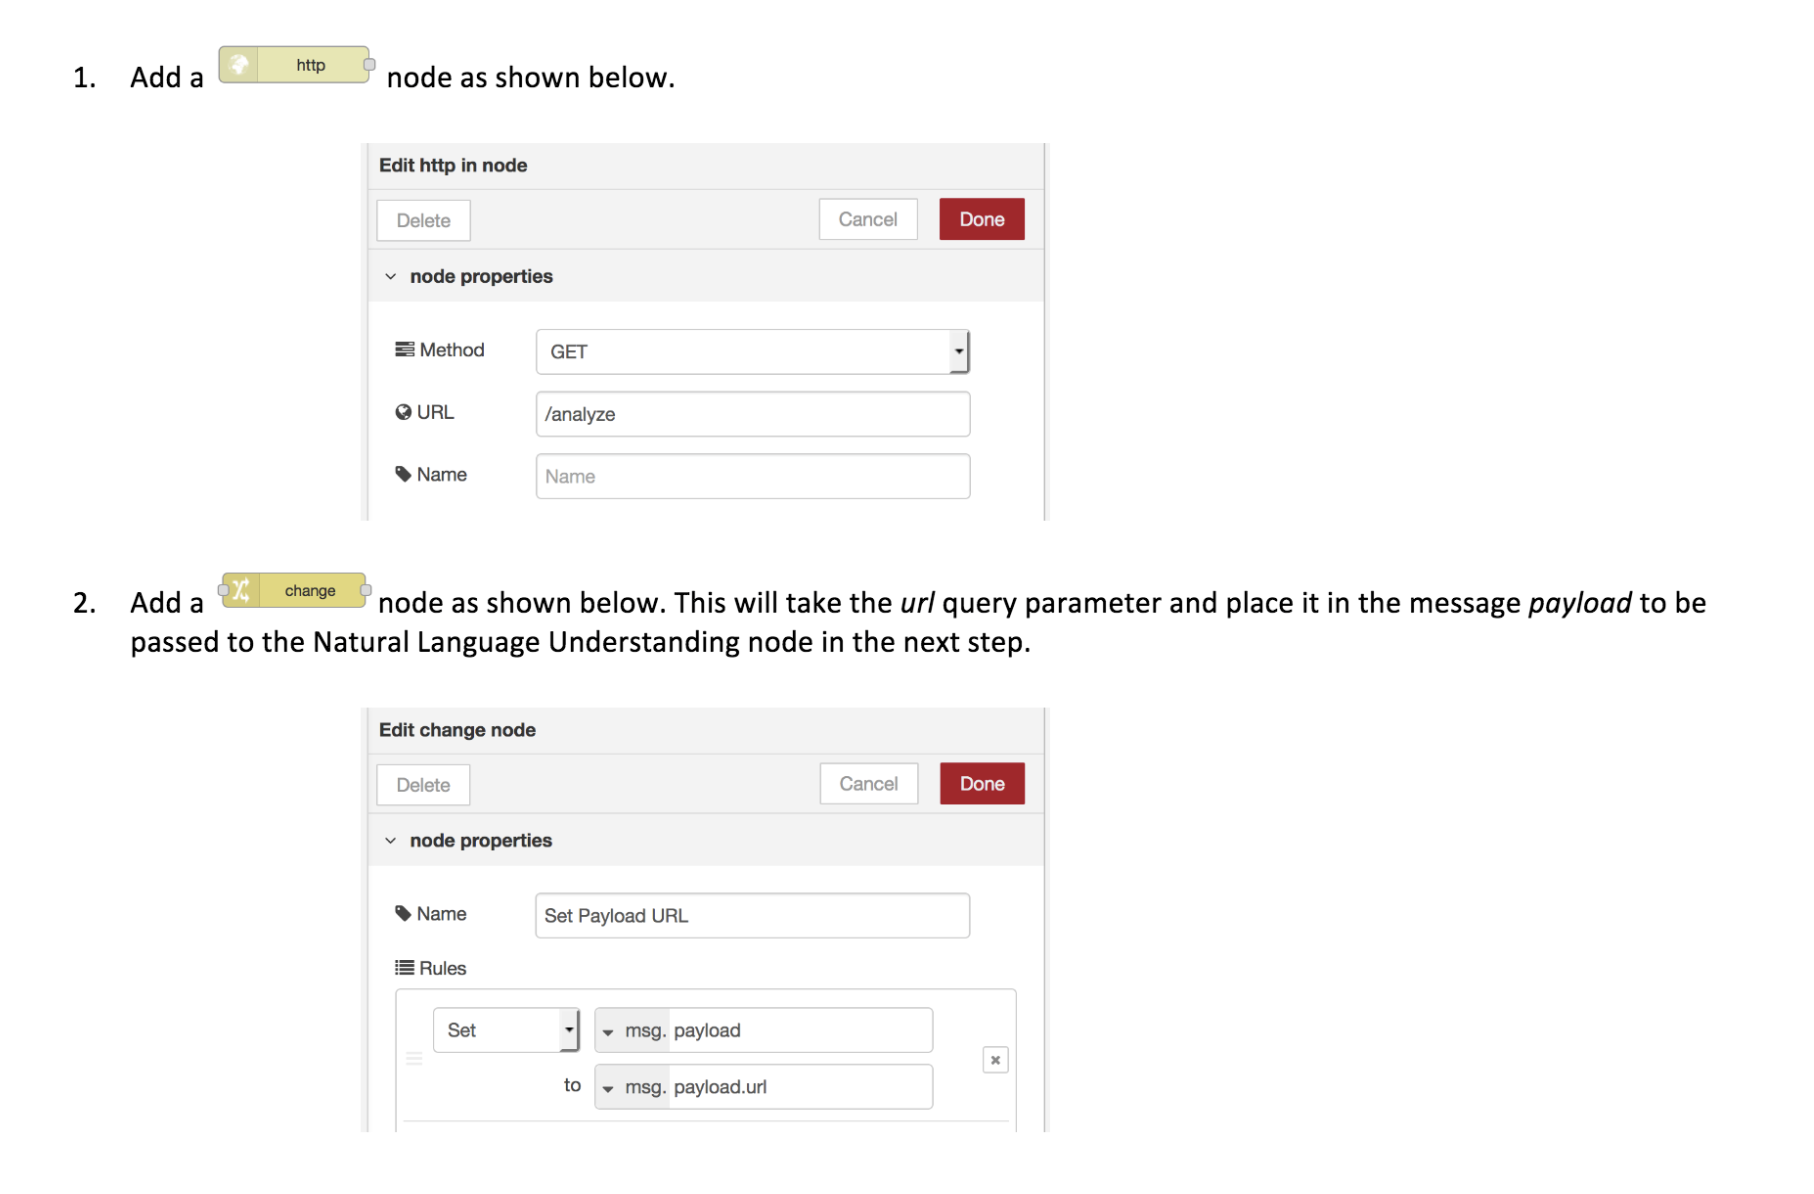 1. Add a http node as shown below.
Edit http in node
Delete Cancel Done
node properties
Method GET
URL /analyze
Name Name
2. Add a change node as shown below. This will take the url query parameter and place it in the message payload to be
passed to the Natural Language Understanding node in the next step.
Edit change node
Delete Cancel Done
node properties
Name Set Payload URL
Rules
Set msg. payload
to msg. payload.url